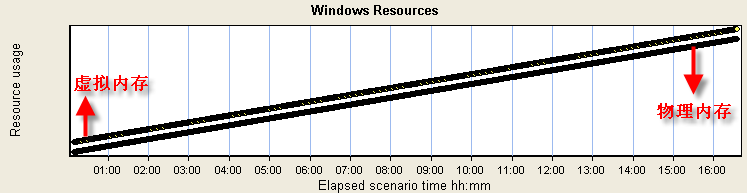 Windows Resources
Resource usage
虚拟内存
物理内存
01:00 02:00 03:00 04:00 05:00 06:00 07:00 08:00 09:00 10:00 11:00 12:00 13:00 14:00 15:00 16:00
Elapsed scenario time hh:mm